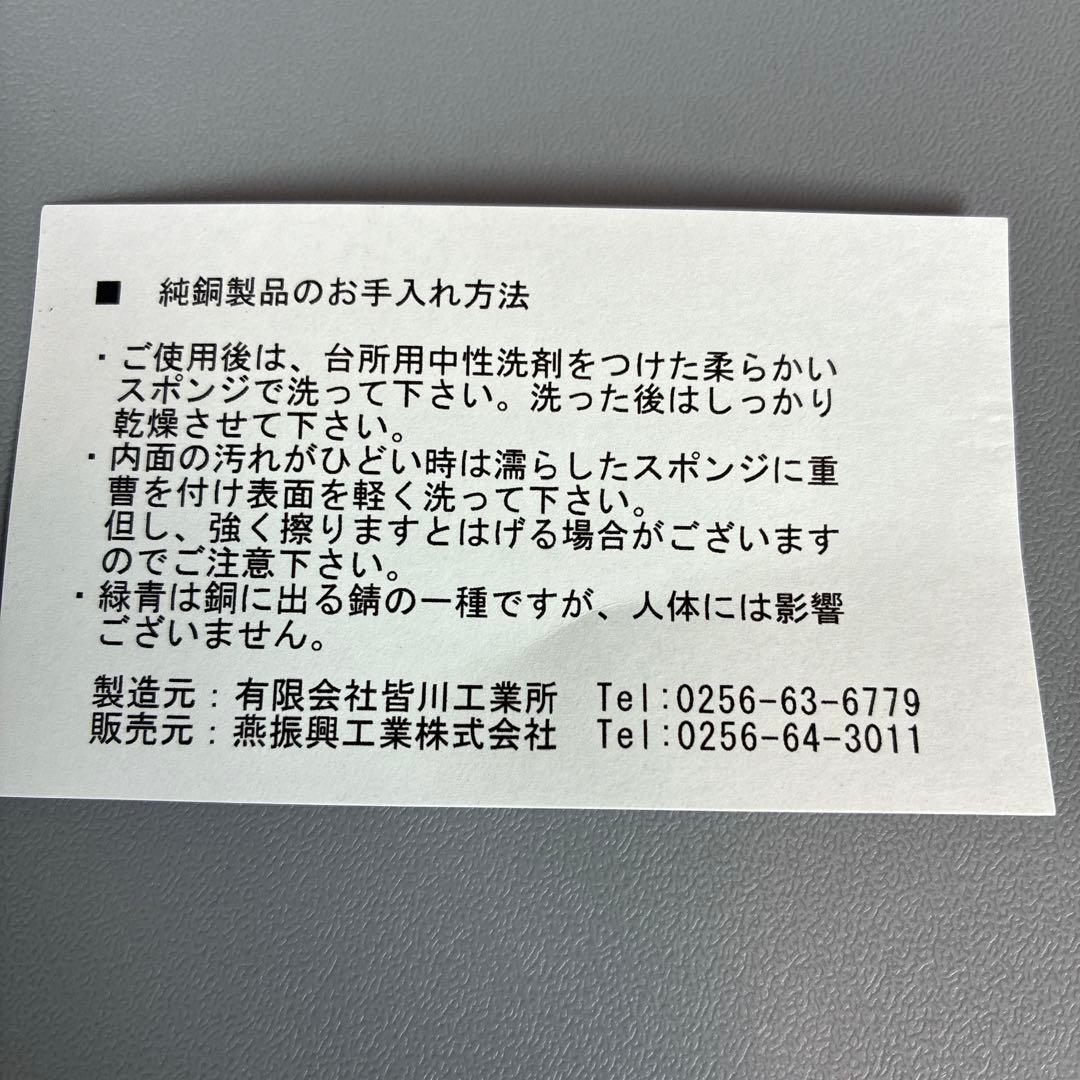 ■　純銅製品のお手入れ方法
・ご使用後は、台所用中性洗剤をつけた柔らかい
スポンジで洗って下さい。洗った後はしっかり
乾燥させて下さい。
・内面の汚れがひどい時は濡らしたスポンジに重
曹を付け表面を軽く洗って下さい。
但し、強く擦りますとはげる場合がございます
のでご注意下さい。
・緑青は銅に出る錆の一種ですが、人体には影響
ございません。
製造元：有限会社皆川工業所　Tel:0256-63-6779
販売元：燕振興工業株式会社　Tel:0256-64-3011